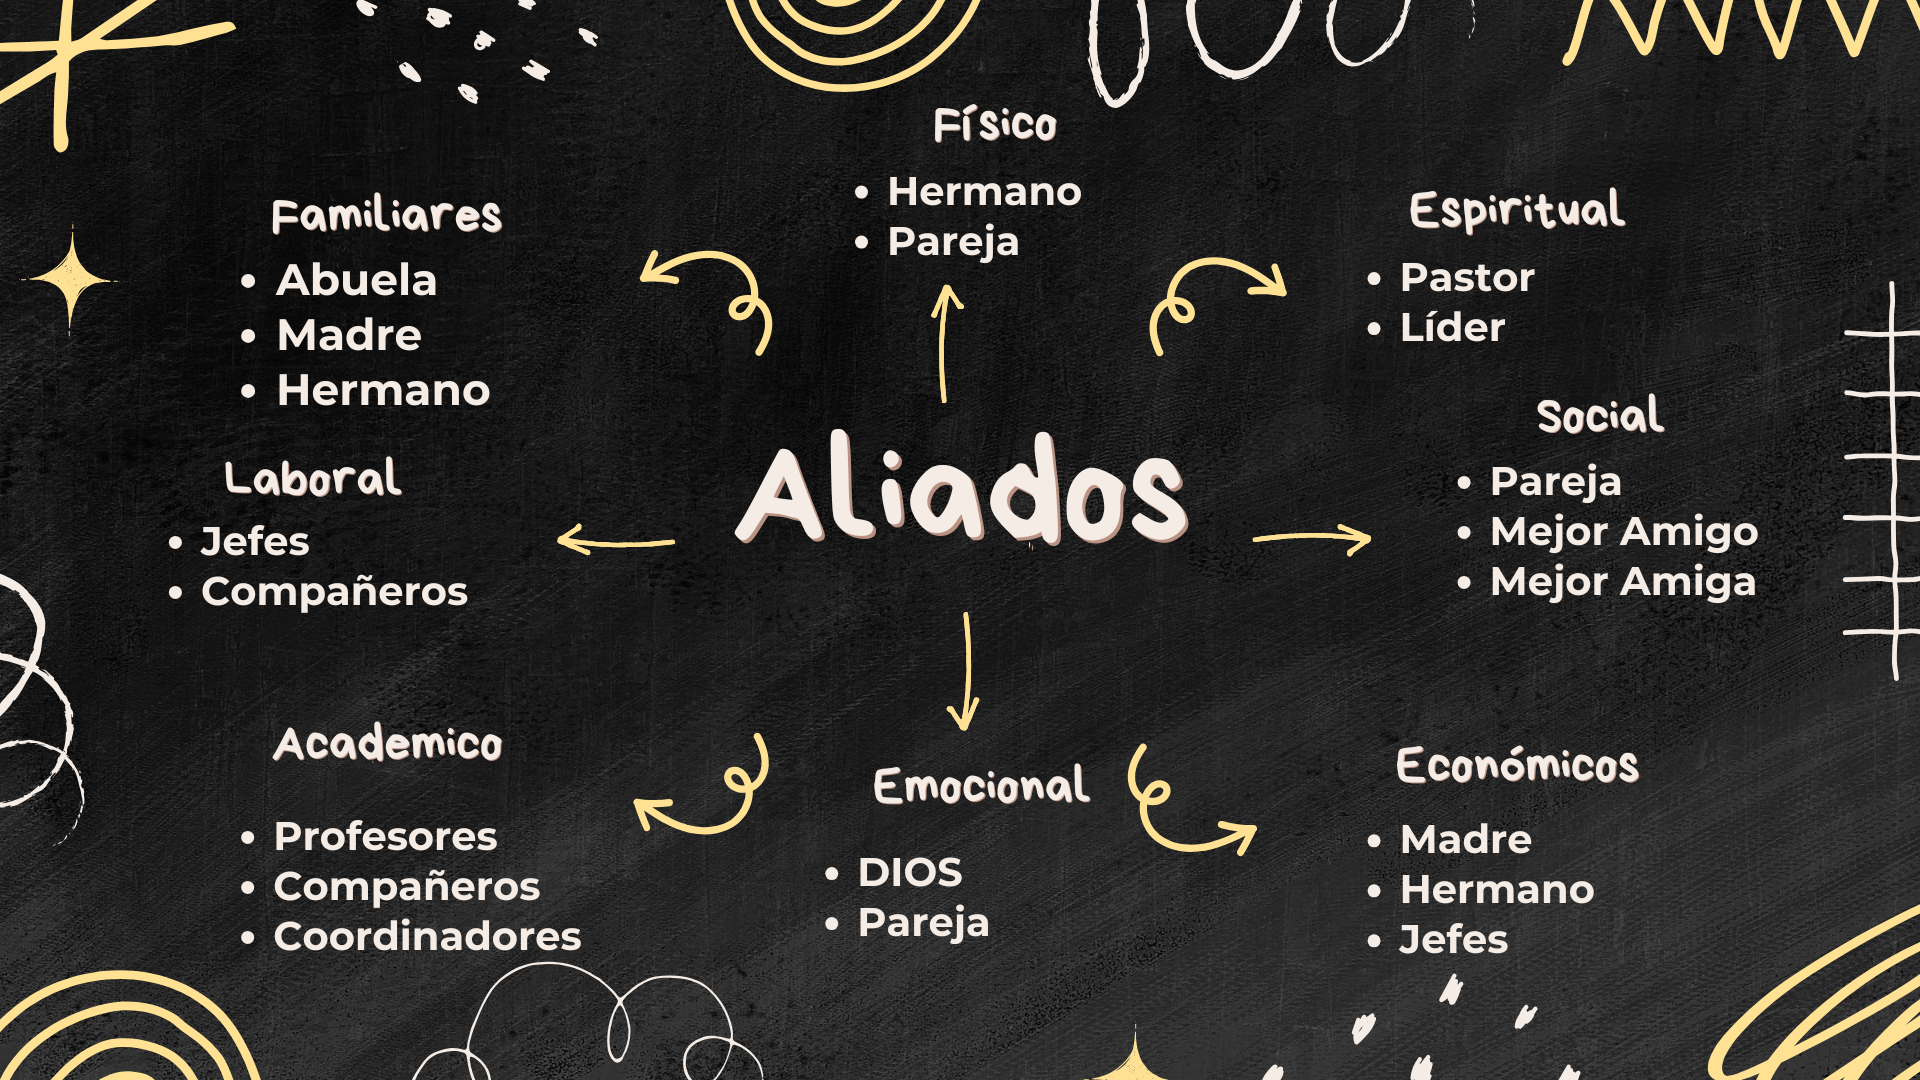 Físico
• Hermano
• Pareja
Familiares
• Abuela
• Madre
• Hermano
Espiritual
• Pastor
• Líder
Laboral
• Jefes
• Compañeros
Aliados
Social
• Pareja
• Mejor Amigo
• Mejor Amiga
Academico
• Profesores
• Compañeros
• Coordinadores
Emocional
• DIOS
• Pareja
Económicos
• Madre
• Hermano
• Jefes